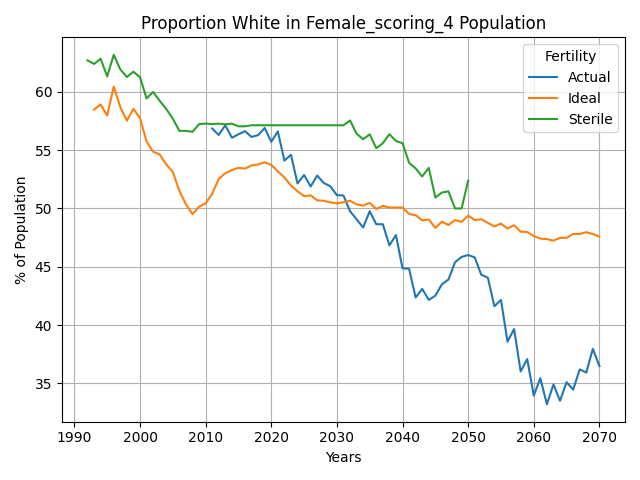 Proportion White in Female_scoring_4 Population
Fertility
Actual
Ideal
Sterile
% of Population
60
55
50
45
40
35
1990 2000 2010 2020 2030 2040 2050 2060 2070
Years